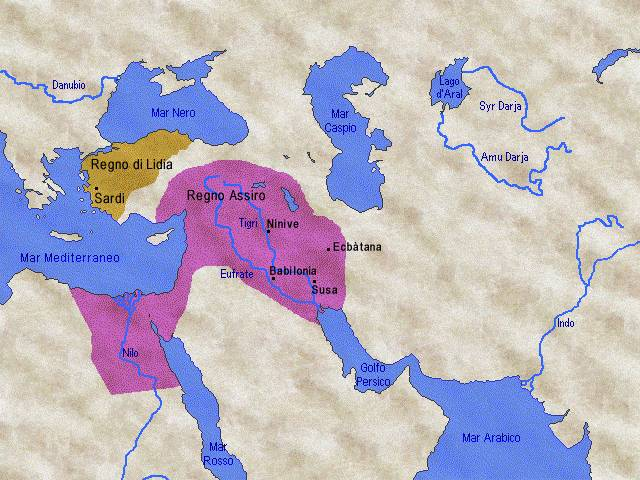 Danubio
Mar Nero
Lago
d'Aral
Syr Darja
Mar
Caspio
Amu Darja
Regno di Lidia
Sardi
Regno Assiro
Tigri
Ninive
Ecbàtana
Mar Mediterraneo
Eufrate
Babilonia
Susa
Nilo
Indo
Golfo
Persico
Mar
Rosso
Mar Arabico